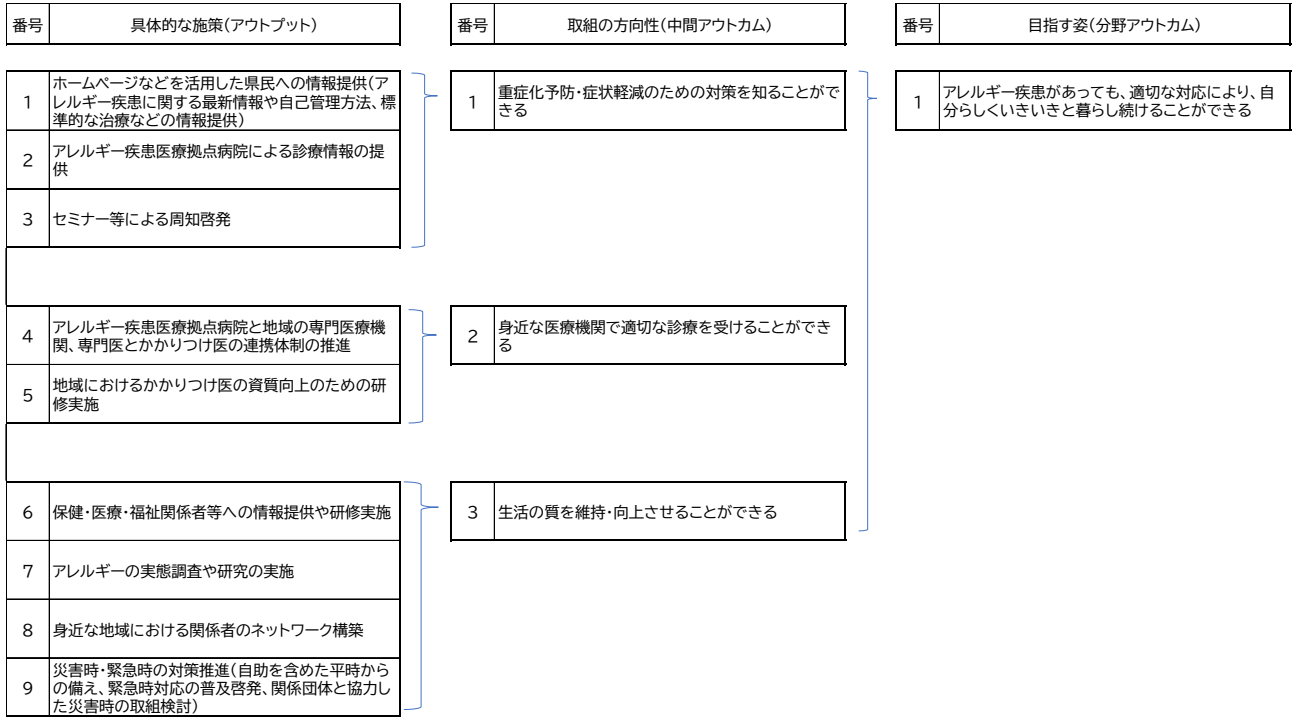 番号
具体的な施策(アウトプット)
番号
取組の方向性(中間アウトカム)
番号
目指す姿(分野アウトカム)
1
ホームページなどを活用した県民への情報提供(ア
レルギー疾患に関する最新情報や自己管理方法、標
準的な治療などの情報提供)
1
重症化予防・症状軽減のための対策を知ることがで
きる
1
アレルギー疾患があっても、適切な対応により、自
分らしくいきいきと暮らし続けることができる
2
アレルギー疾患医療拠点病院による診療情報の提
供
3
セミナー等による周知啓発
4
アレルギー疾患医療拠点病院と地域の専門医療機
関、専門医とかかりつけ医の連携体制の推進
2
身近な医療機関で適切な診療を受けることができ
る
5
地域におけるかかりつけ医の資質向上のための研
修実施
6
保健・医療・福祉関係者等への情報提供や研修実施
3
生活の質を維持・向上させることができる
7
アレルギーの実態調査や研究の実施
8
身近な地域における関係者のネットワーク構築
9
災害時・緊急時の対策推進(自助を含めた平時から
の備え、緊急時対応の普及啓発、関係団体と協力し
た災害時の取組検討)